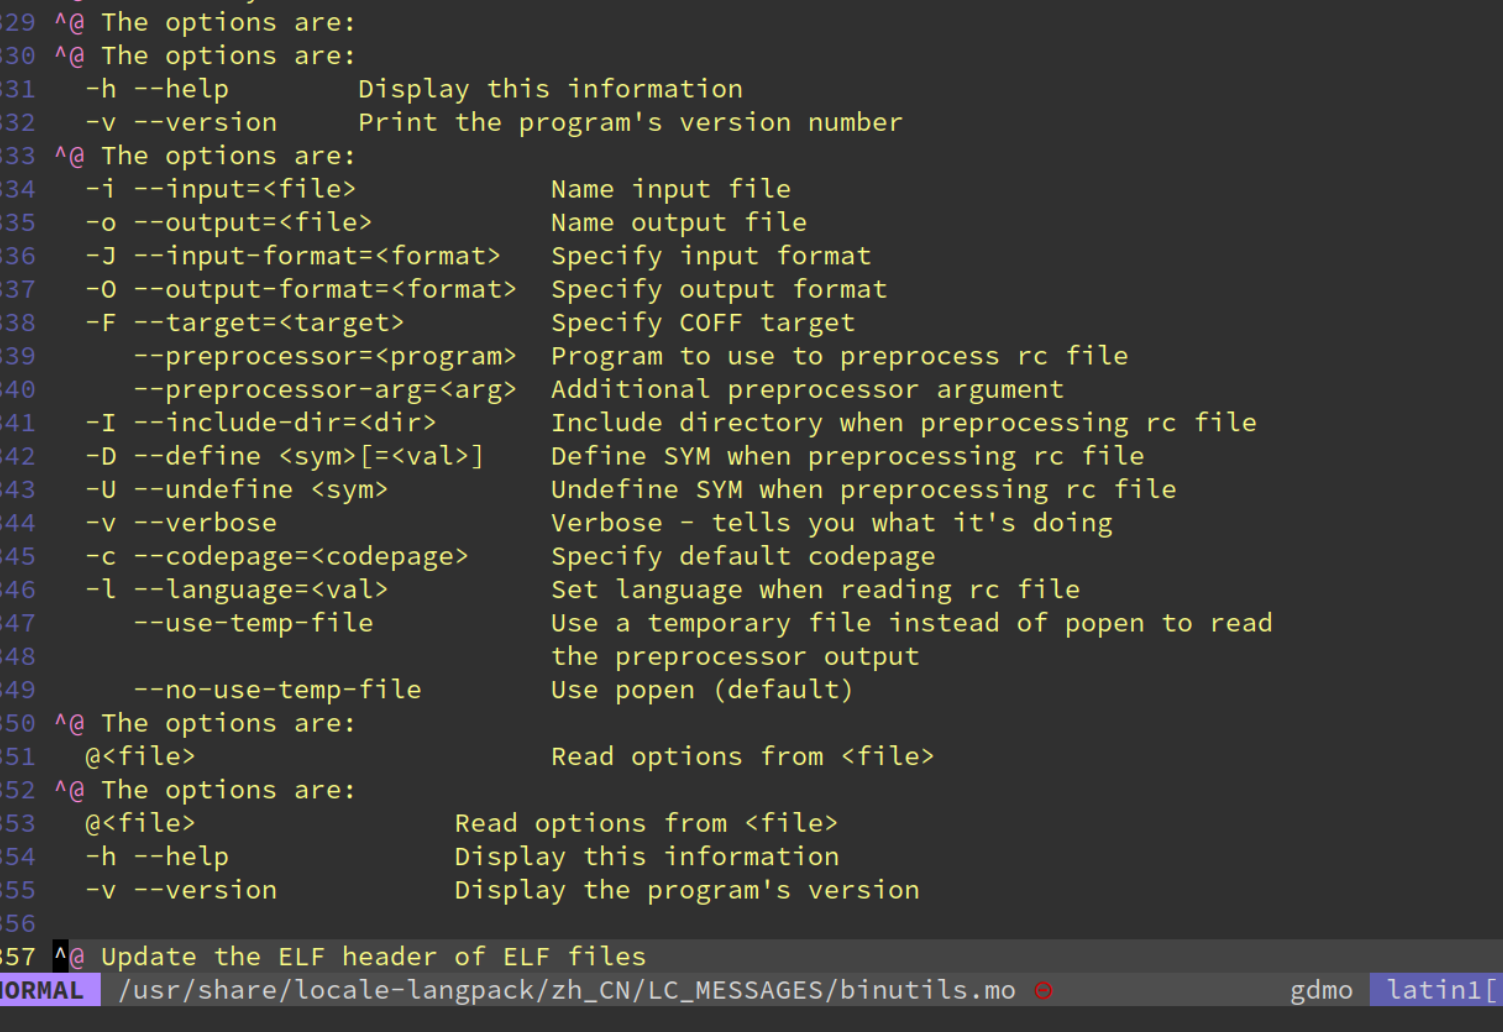 329 ^@ The options are:
330 ^@ The options are:
331   -h --help        Display this information
332   -v --version     Print the program's version number
333 ^@ The options are:
334   -i --input=<file>            Name input file
335   -o --output=<file>           Name output file
336   -J --input-format=<format>   Specify input format
337   -O --output-format=<format>  Specify output format
338   -F --target=<target>         Specify COFF target
339      --preprocessor=<program>  Program to use to preprocess rc file
340      --preprocessor-arg=<arg>  Additional preprocessor argument
341   -I --include-dir=<dir>       Include directory when preprocessing rc file
342   -D --define <sym>[=<val>]    Define SYM when preprocessing rc file
343   -U --undefine <sym>          Undefine SYM when preprocessing rc file
344   -v --verbose                 Verbose - tells you what it's doing
345   -c --codepage=<codepage>     Specify default codepage
346   -l --language=<val>          Set language when reading rc file
347      --use-temp-file           Use a temporary file instead of popen to read
348                                the preprocessor output
349      --no-use-temp-file        Use popen (default)
350 ^@ The options are:
351   @<file>                      Read options from <file>
352 ^@ The options are:
353   @<file>                Read options from <file>
354   -h --help              Display this information
355   -v --version           Display the program's version
356
357 ^@ Update the ELF header of ELF files
NORMAL /usr/share/locale-langpack/zh_CN/LC_MESSAGES/binutils.mo ⊖ gdmo latin1[